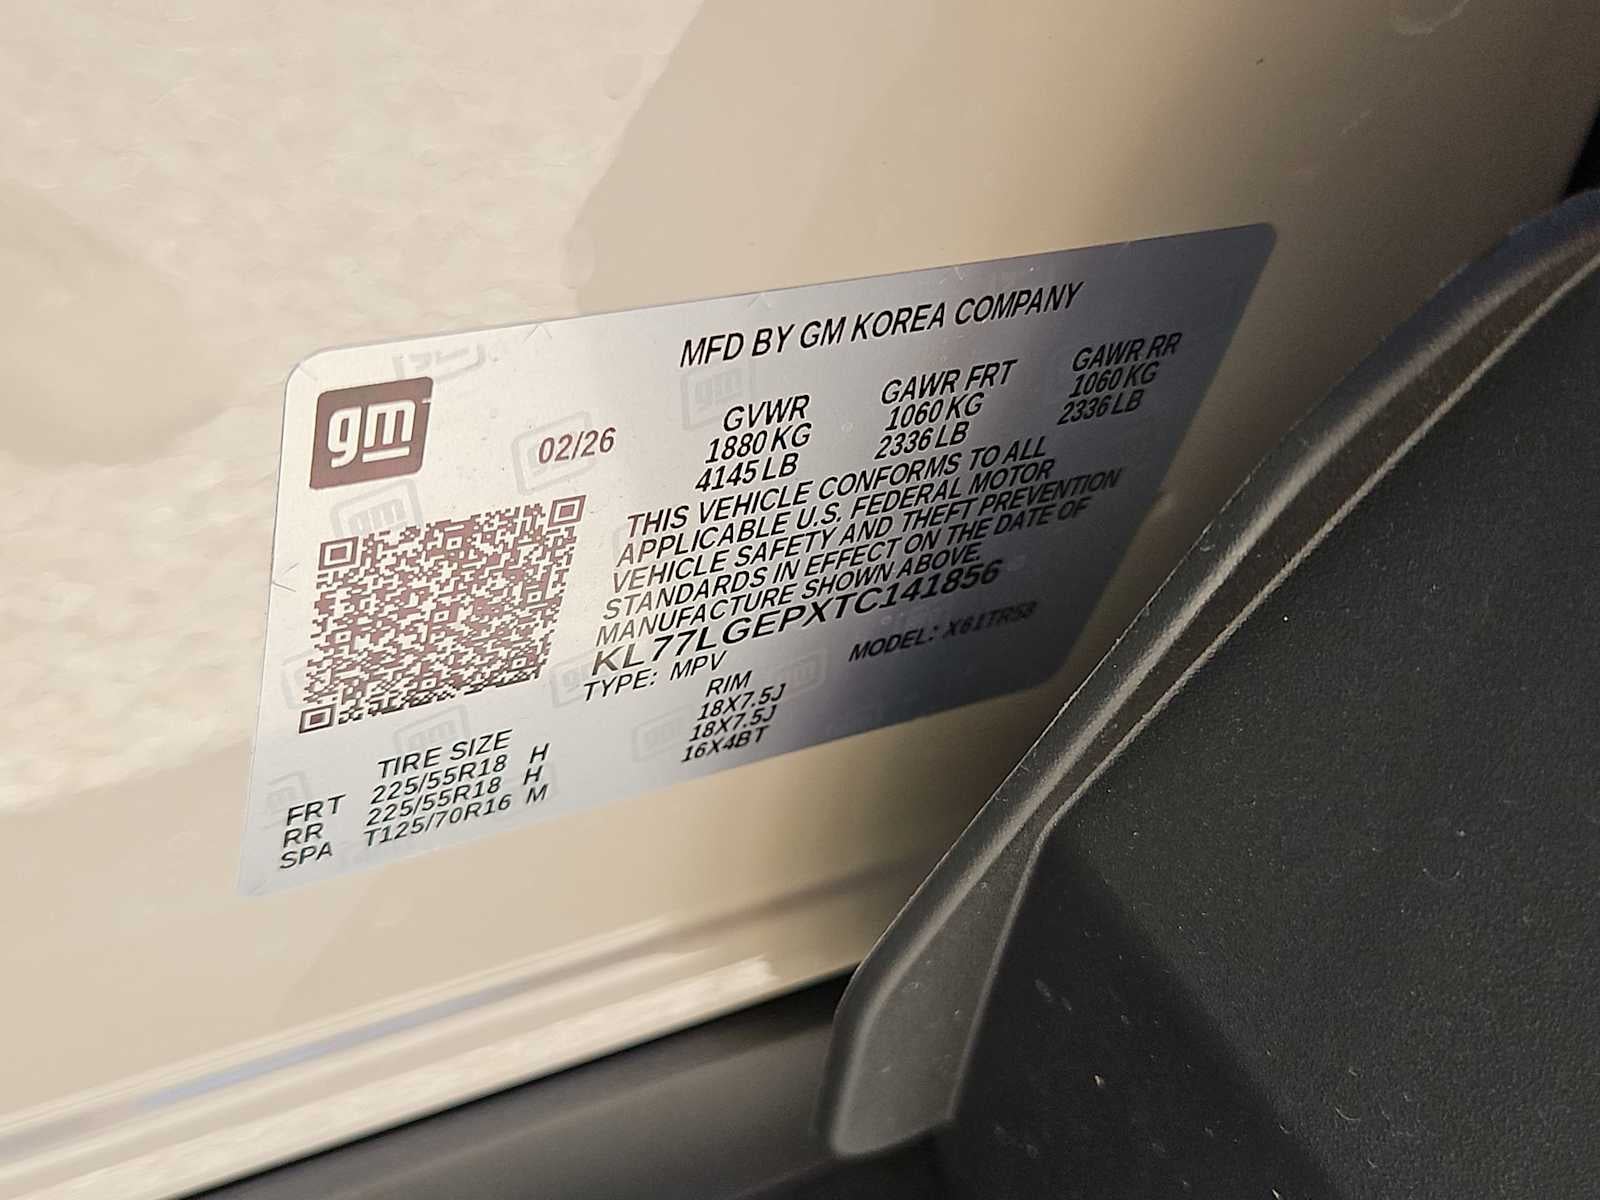 MFD BY GM KOREA COMPANY
gm
02/26
GVWR GAWR FRT GAWR RR
1880 KG 1060 KG 1060 KG
4145 LB 2336 LB 2336 LB
THIS VEHICLE CONFORMS TO ALL
APPLICABLE U.S. FEDERAL MOTOR
VEHICLE SAFETY AND THEFT PREVENTION
STANDARDS IN EFFECT ON THE DATE OF
MANUFACTURE SHOWN ABOVE.
KL77LGEPXTC141856
TYPE: MPV MODEL: X61TR58
TIRE SIZE RIM
FRT 225/55R18 H 18X7.5J
RR 225/55R18 H 18X7.5J
SPA T125/70R16 M 16X4BT